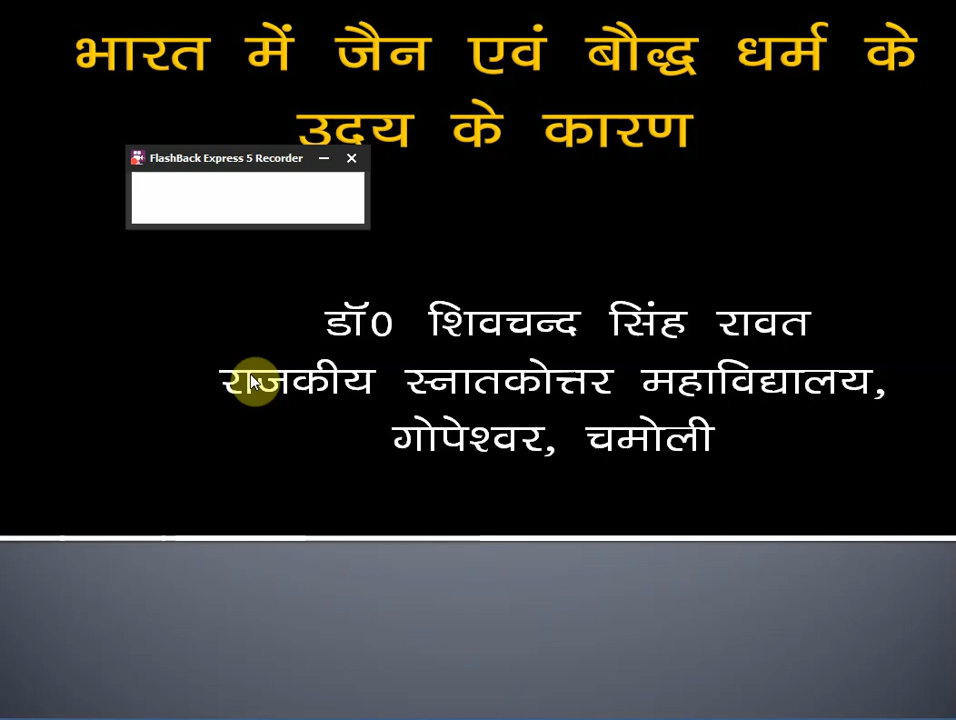 भारत में जैन एवं बौद्ध धर्म के
उदय के कारण
FlashBack Express 5 Recorder
डॉ0 शिवचन्द सिंह रावत
राजकीय स्नातकोत्तर महाविद्यालय,
गोपेश्वर, चमोली